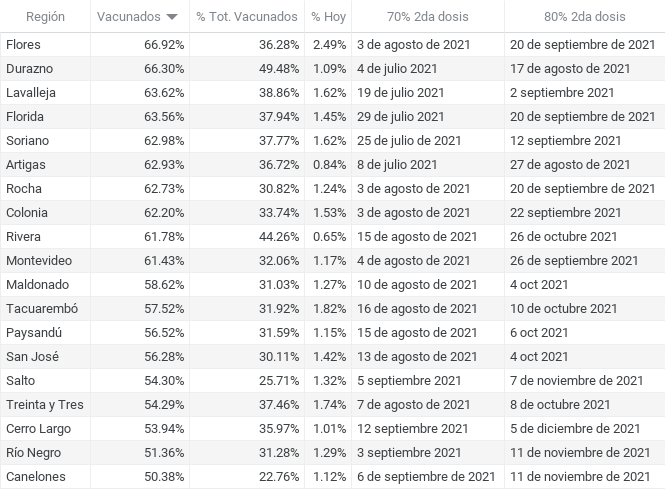 Región Vacunados % Tot. Vacunados % Hoy 70% 2da dosis 80% 2da dosis
Flores 66.92% 36.28% 2.49% 3 de agosto de 2021 20 de septiembre de 2021
Durazno 66.30% 49.48% 1.09% 4 de julio 2021 17 de agosto de 2021
Lavalleja 63.62% 38.86% 1.62% 19 de julio 2021 2 septiembre 2021
Florida 63.56% 37.94% 1.45% 29 de julio 2021 20 de septiembre de 2021
Soriano 62.98% 37.77% 1.62% 25 de julio de 2021 12 septiembre 2021
Artigas 62.93% 36.72% 0.84% 8 de julio 2021 27 de agosto de 2021
Rocha 62.73% 30.82% 1.24% 3 de agosto de 2021 20 de septiembre de 2021
Colonia 62.20% 33.74% 1.53% 3 de agosto de 2021 22 septiembre 2021
Rivera 61.78% 44.26% 0.65% 15 de agosto de 2021 26 de octubre 2021
Montevideo 61.43% 32.06% 1.17% 4 de agosto de 2021 26 de septiembre 2021
Maldonado 58.62% 31.03% 1.27% 10 de agosto de 2021 4 oct 2021
Tacuarembó 57.52% 31.92% 1.82% 16 de agosto de 2021 10 de octubre 2021
Paysandú 56.52% 31.59% 1.15% 15 de agosto de 2021 6 oct 2021
San José 56.28% 30.11% 1.42% 13 de agosto de 2021 4 oct 2021
Salto 54.30% 25.71% 1.32% 5 septiembre 2021 7 de noviembre de 2021
Treinta y Tres 54.29% 37.46% 1.74% 7 de agosto de 2021 8 de octubre 2021
Cerro Largo 53.94% 35.97% 1.01% 12 septiembre 2021 5 de diciembre de 2021
Río Negro 51.36% 31.28% 1.29% 3 septiembre 2021 11 de noviembre de 2021
Canelones 50.38% 22.76% 1.12% 6 de septiembre de 2021 11 de noviembre de 2021